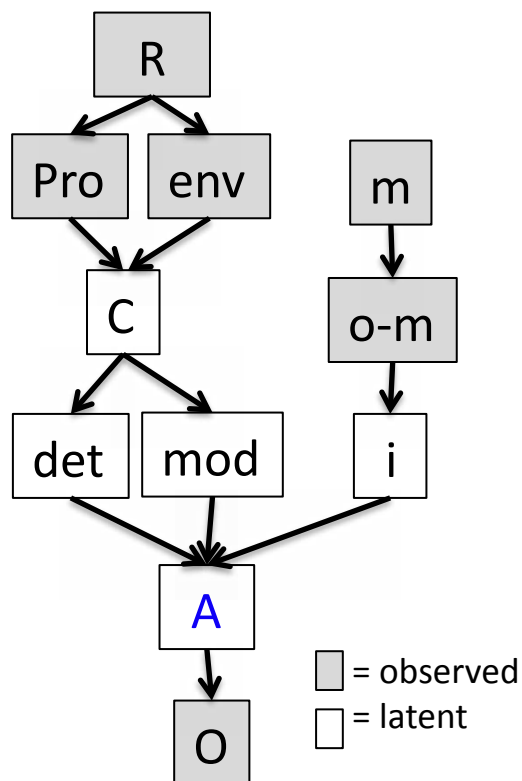 R
Pro env
m
C
o-m
det mod i
A
= observed
= latent
O